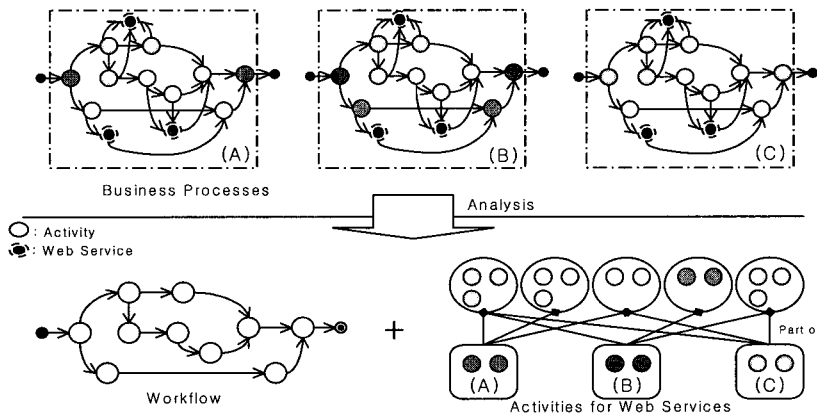 (A)
(B)
(C)
Business Processes
Analysis
: Activity
: Web Service
Part o
(A)
(B)
(C)
Workflow
Activities for Web Services